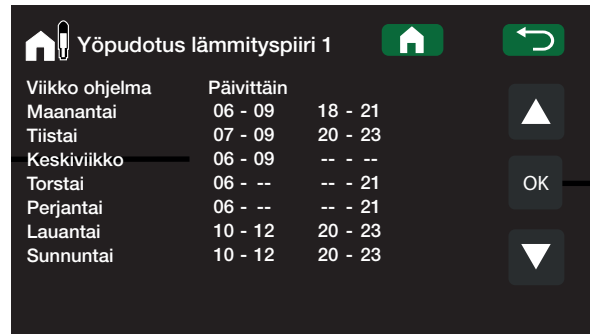 Yöpudotus lämmityspiiri 1
Viikko ohjelma Päivittäin
Maanantai 06 - 09 18 - 21
Tiistai 07 - 09 20 - 23
Keskiviikko 06 - 09 -- - --
Torstai 06 - -- -- - 21
Perjantai 06 - -- -- - 21
Lauantai 10 - 12 20 - 23
Sunnuntai 10 - 12 20 - 23
OK